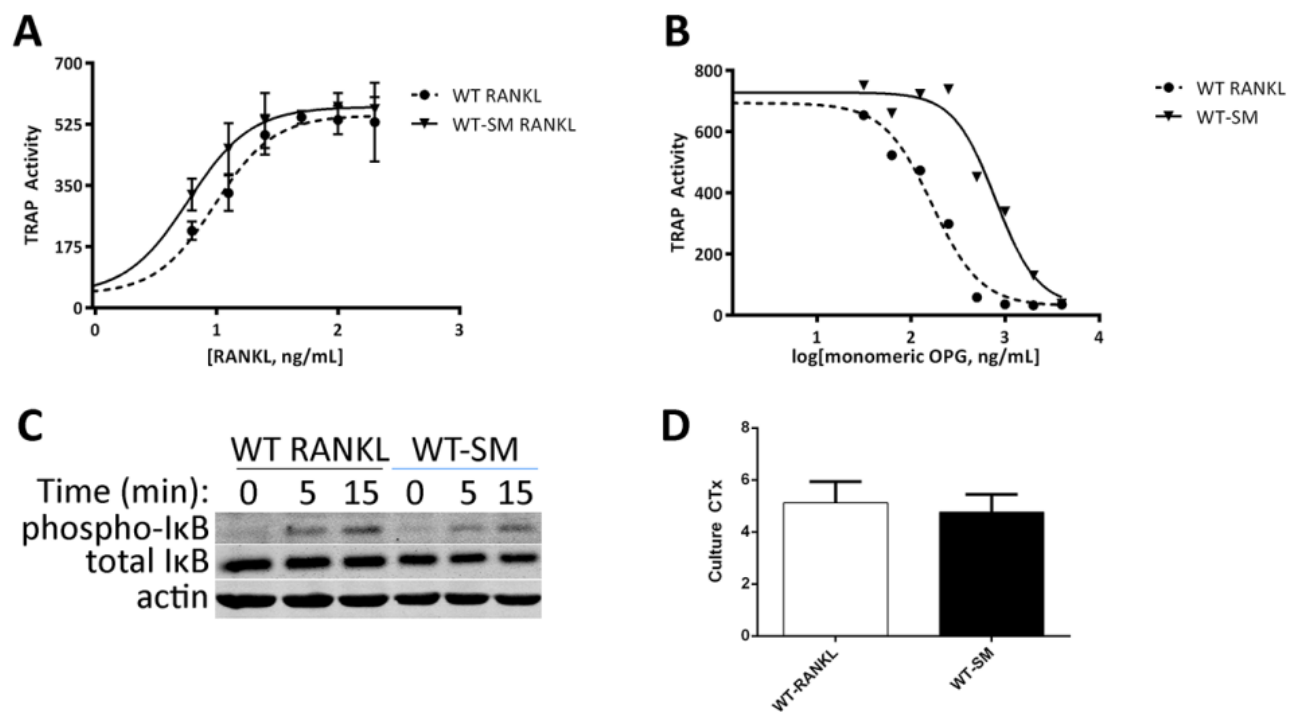 A
TRAP Activity
700
525
350
175
0
0 1 2 3
[RANKL, ng/mL]
WT RANKL
WT-SM RANKL
B
TRAP Activity
800
600
400
200
0
1 2 3 4
log[monomeric OPG, ng/mL]
WT RANKL
WT-SM
C
WT RANKL WT-SM
Time (min): 0 5 15 0 5 15
phospho-IκB
total IκB
actin
D
Culture CTx
8
6
4
2
0
WT-RANKL
WT-SM